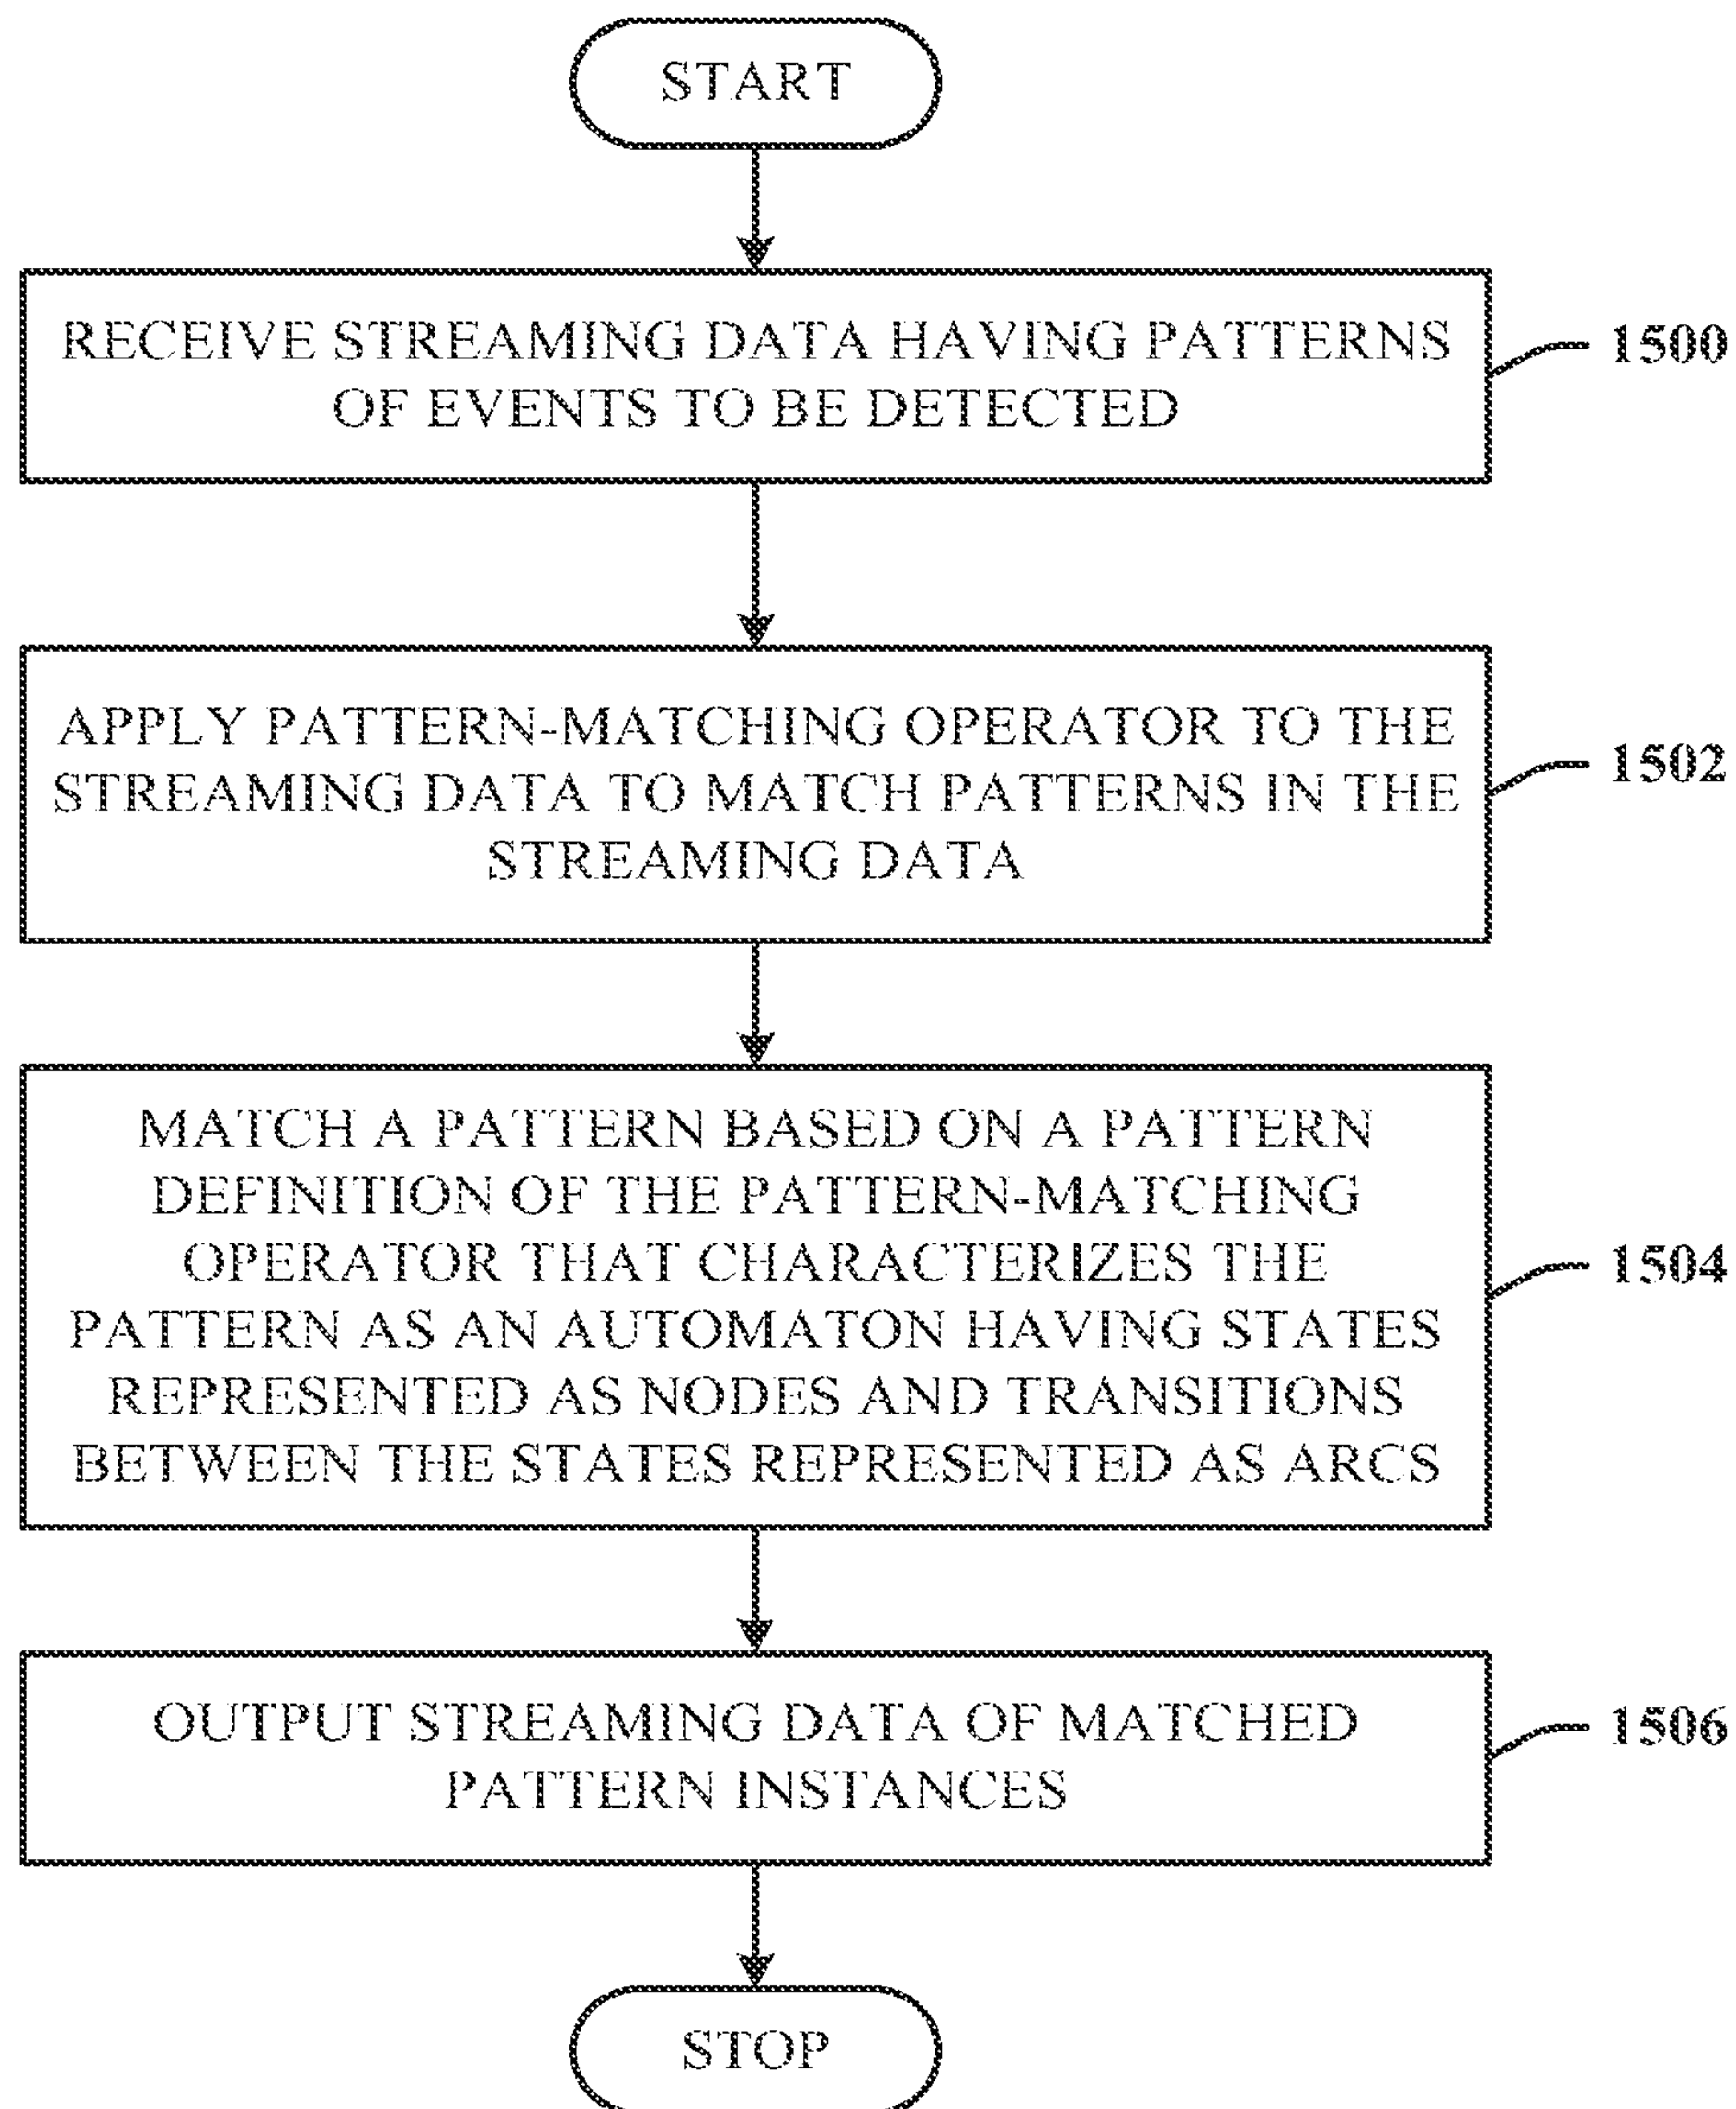 START
RECEIVE STREAMING DATA HAVING PATTERNS
OF EVENTS TO BE DETECTED
1500
APPLY PATTERN-MATCHING OPERATOR TO THE
STREAMING DATA TO MATCH PATTERNS IN THE
STREAMING DATA
1502
MATCH A PATTERN BASED ON A PATTERN
DEFINITION OF THE PATTERN-MATCHING
OPERATOR THAT CHARACTERIZES THE
PATTERN AS AN AUTOMATON HAVING STATES
REPRESENTED AS NODES AND TRANSITIONS
BETWEEN THE STATES REPRESENTED AS ARCS
1504
OUTPUT STREAMING DATA OF MATCHED
PATTERN INSTANCES
1506
STOP